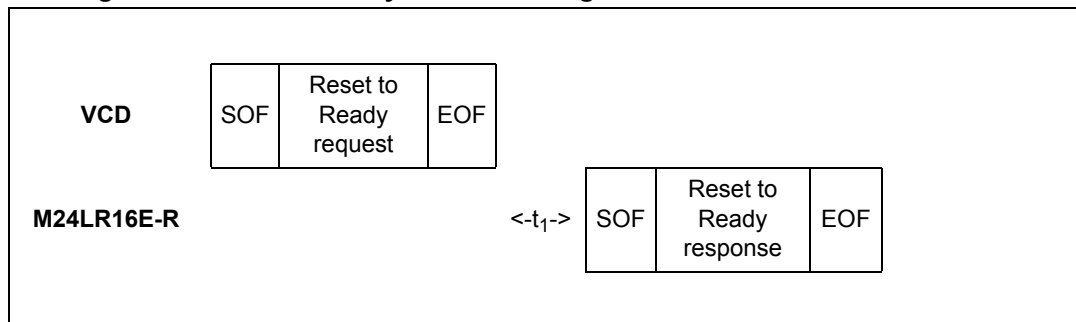 Reset to
VCD SOF Ready EOF
request
Reset to
M24LR16E-R <-t1-> SOF Ready EOF
response